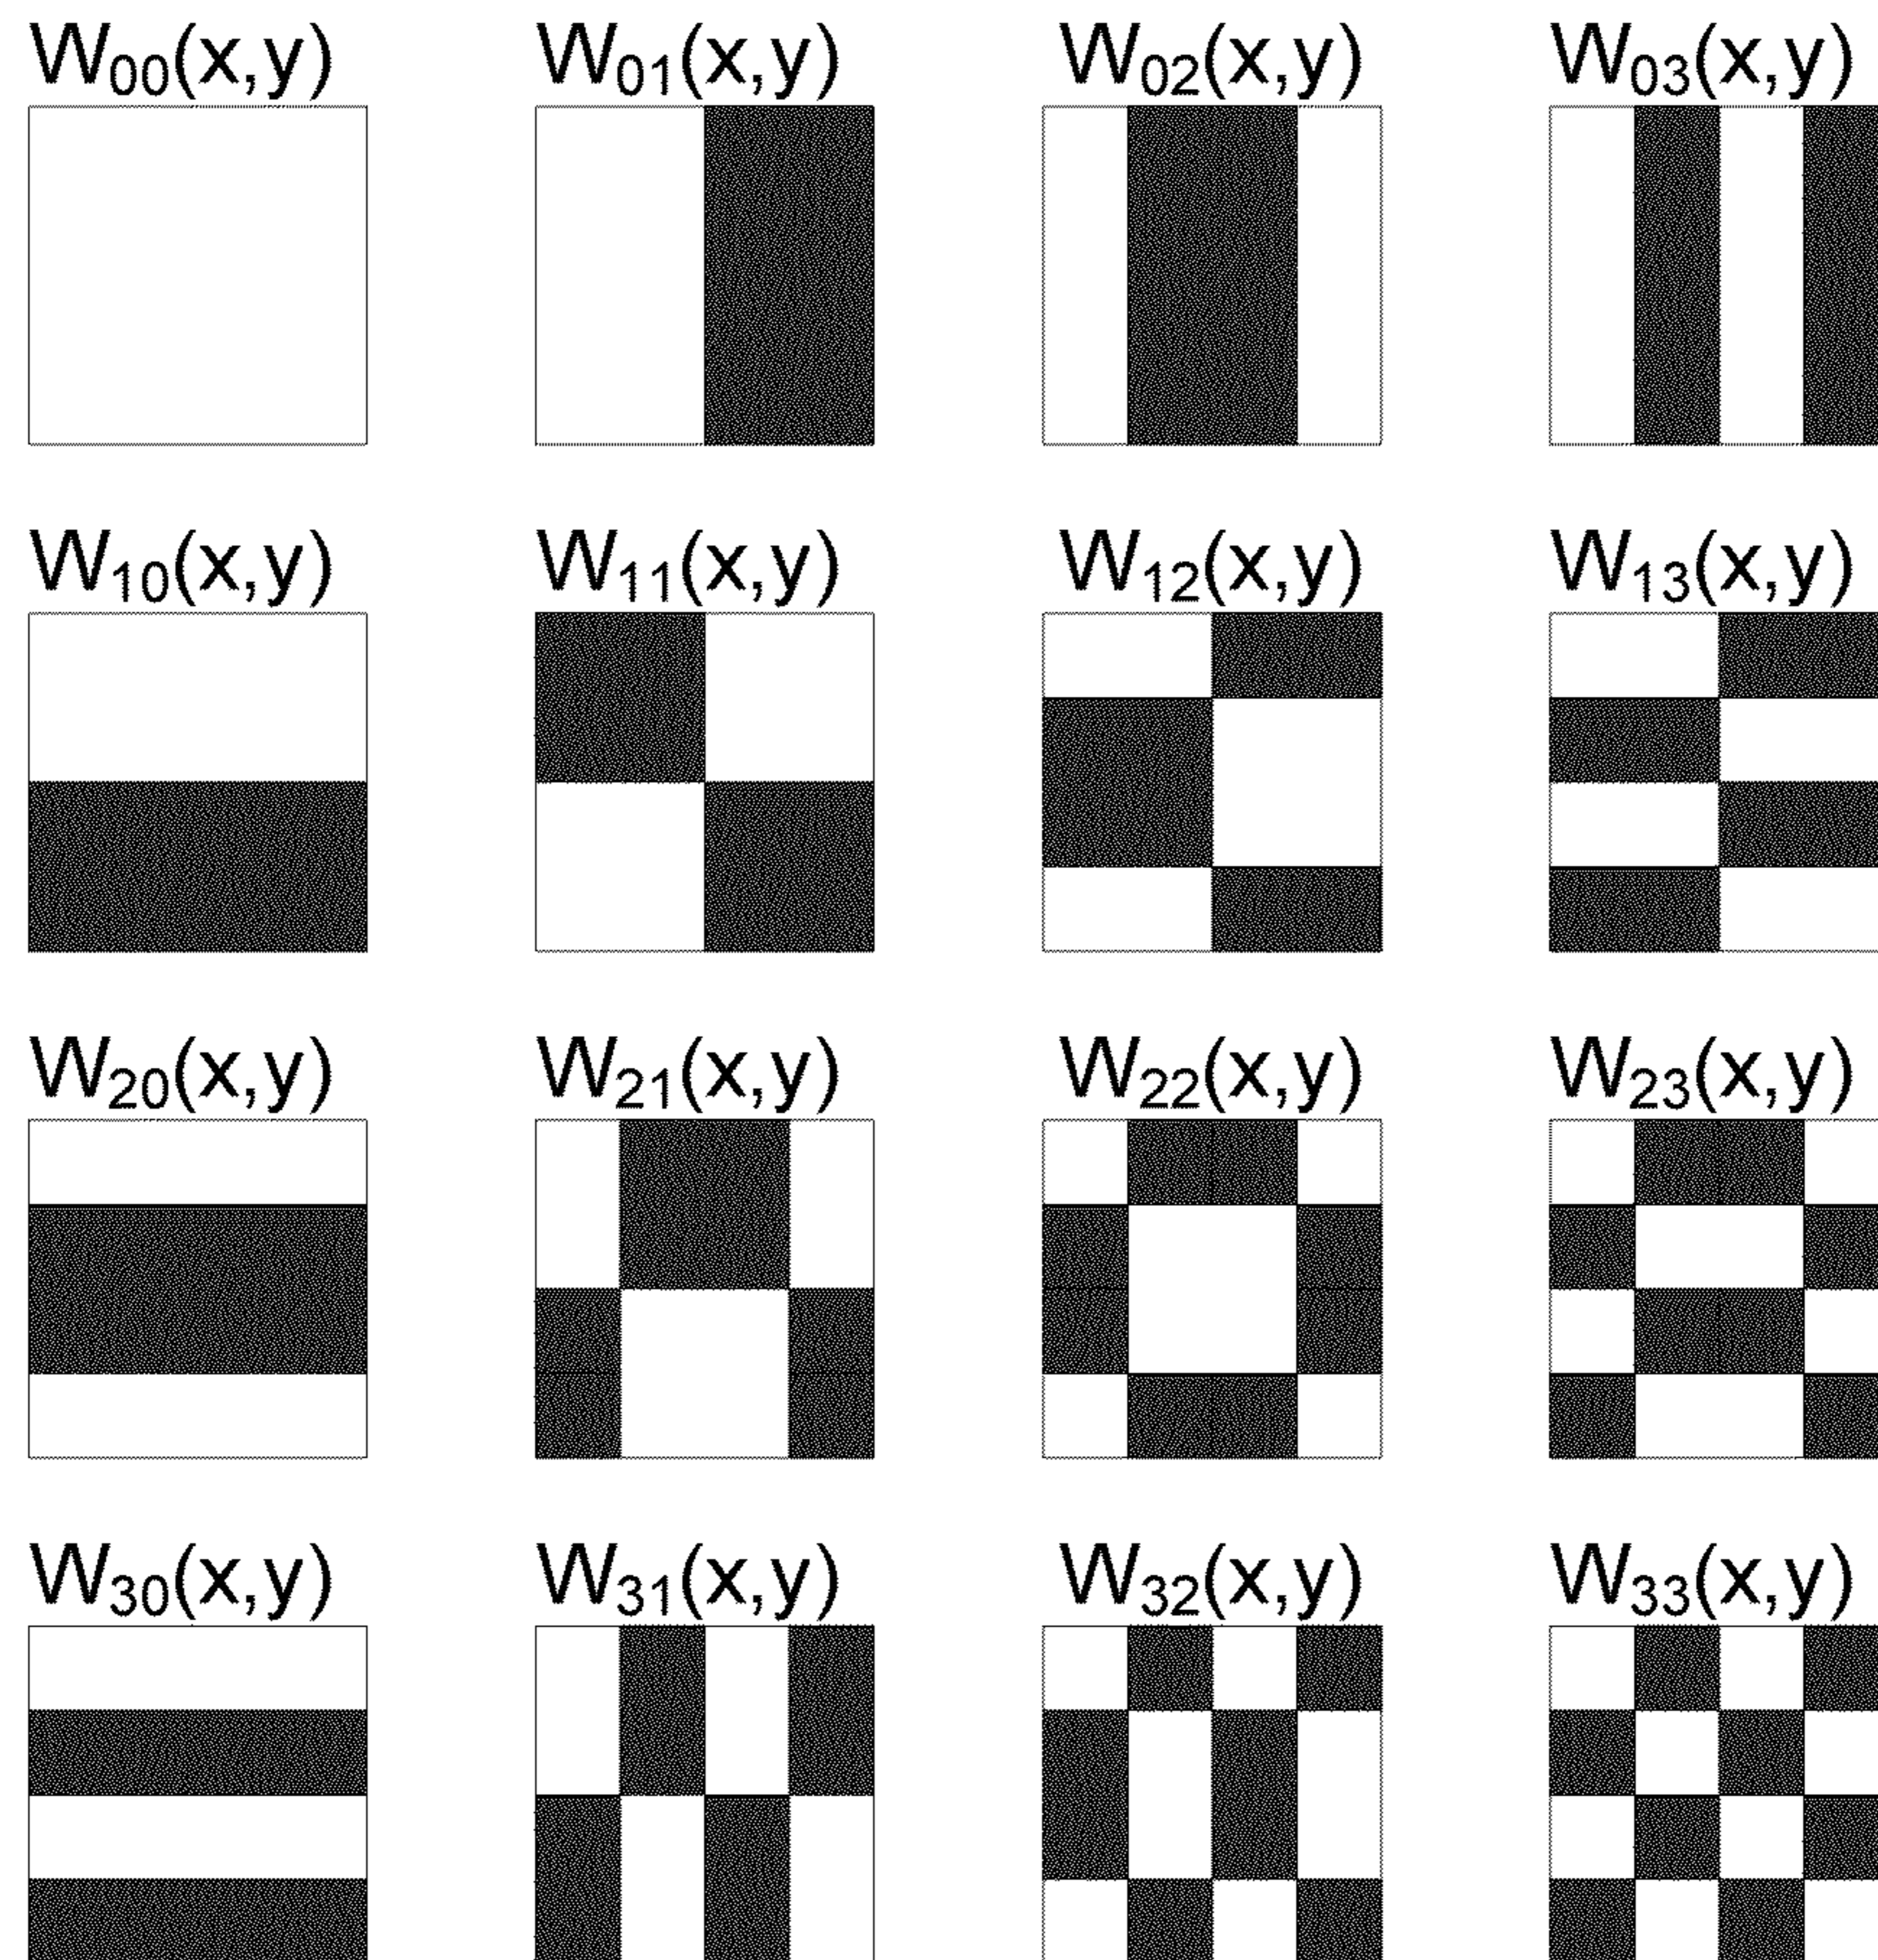 W₀₀(x,y) W₀₁(x,y) W₀₂(x,y) W₀₃(x,y)
W₁₀(x,y) W₁₁(x,y) W₁₂(x,y) W₁₃(x,y)
W₂₀(x,y) W₂₁(x,y) W₂₂(x,y) W₂₃(x,y)
W₃₀(x,y) W₃₁(x,y) W₃₂(x,y) W₃₃(x,y)